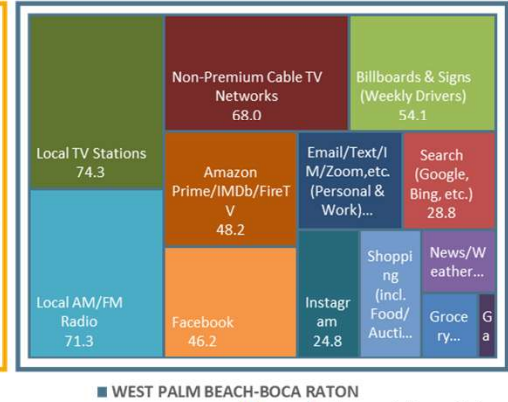 Local TV Stations
74.3
Local AM/FM
Radio
71.3
Non-Premium Cable TV
Networks
68.0
Billboards & Signs
(Weekly Drivers)
54.1
Amazon
Prime/IMDb/FireT
V
48.2
Facebook
46.2
Email/Text/I
M/Zoom,etc.
(Personal &
Work)...
Search
(Google,
Bing, etc.)
28.8
Instagr
am
24.8
Shoppi
ng
(incl.
Food/
Aucti...
News/W
eather...
Groce
ry...
G
a
WEST PALM BEACH-BOCA RATON